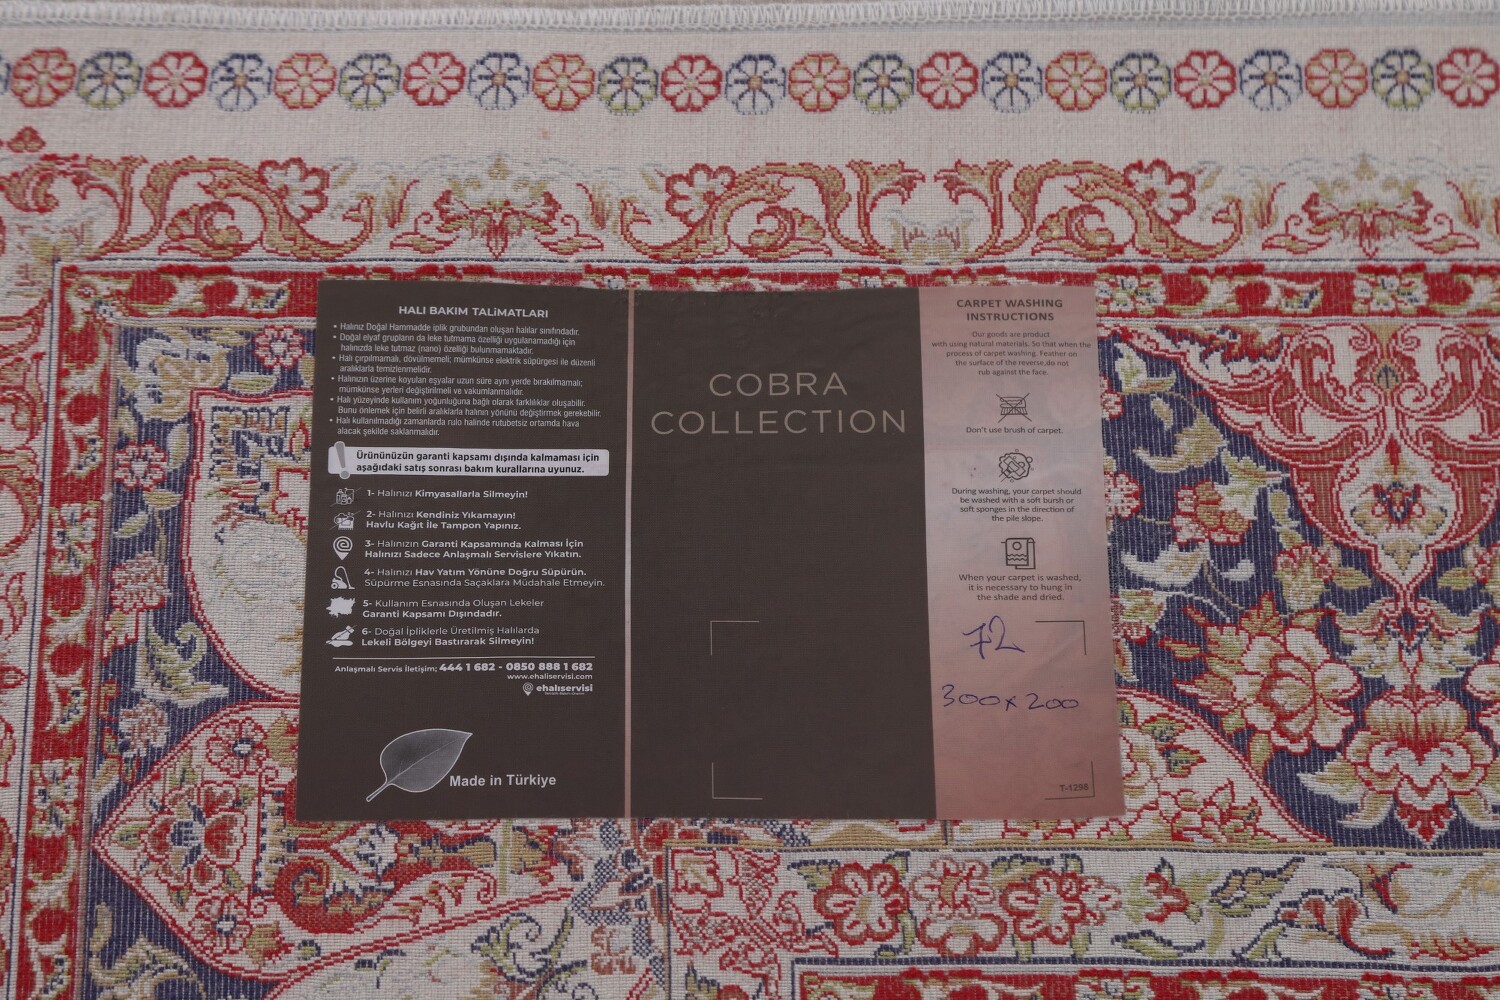 HALI BAKIM TALİMATLARI
• Halınız Doğal Hammadde iplik grubundan oluşan halılar sınıfındadır.
• Doğal elyaf grupların da leke tutmama özelliği uygulanamadığı için
halınızda leke tutmaz (nano) özelliği bulunmamaktadır.
• Halı çırpılmamalı, dövülmemeli; mümkünse elektrik süpürgesi ile düzenli
aralıklarla temizlenmelidir.
• Halınızın üzerine koyulan eşyalar uzun süre aynı yerde bırakılmamalı;
mümkünse yerleri değiştirilmeli ve vakumlanmalıdır.
• Halı yüzeyinde kullanım yoğunluğuna bağlı olarak farklılıklar oluşabilir.
Bunu önlemek için belirli aralıklarla halının yönünü değiştirmek gerekebilir.
• Halı kullanılmadığı zamanlarda rulo halinde rutubetsiz ortamda hava
alacak şekilde saklanmalıdır.
Ürününüzün garanti kapsamı dışında kalmaması için
aşağıdaki satış sonrası bakım kurallarına uyunuz.
1- Halınızı Kimyasallarla Silmeyin!
2- Halınızı Kendiniz Yıkamayın!
Havlu Kağıt İle Tampon Yapınız.
3- Halınızın Garanti Kapsamında Kalması İçin
Halınızı Sadece Anlaşmalı Servislere Yıkatın.
4- Halınızı Hav Yatım Yönüne Doğru Süpürün.
Süpürme Esnasında Saçaklara Müdahale Etmeyin.
5- Kullanım Esnasında Oluşan Lekeler
Garanti Kapsamı Dışındadır.
6- Doğal İpliklerle Üretilmiş Halılarda
Lekeli Bölgeyi Bastırarak Silmeyin!
Anlaşmalı Servis İletişim; 444 1 682 - 0850 888 1 682
www.ehaliservisi.com
ehalıservisi
Made in Türkiye
COBRA
COLLECTION
CARPET WASHING
INSTRUCTIONS
Our goods are product
with using natural materials. So that when the
process of carpet washing. Feather on
the surface of the reverse,do not
rub against the face.
Don't use brush of carpet.
During washing, your carpet should
be washed with a soft bursh or
soft sponges in the direction of
the pile slope.
When your carpet is washed,
it is necessary to hung in
the shade and dried.
72
300x200
T-1298